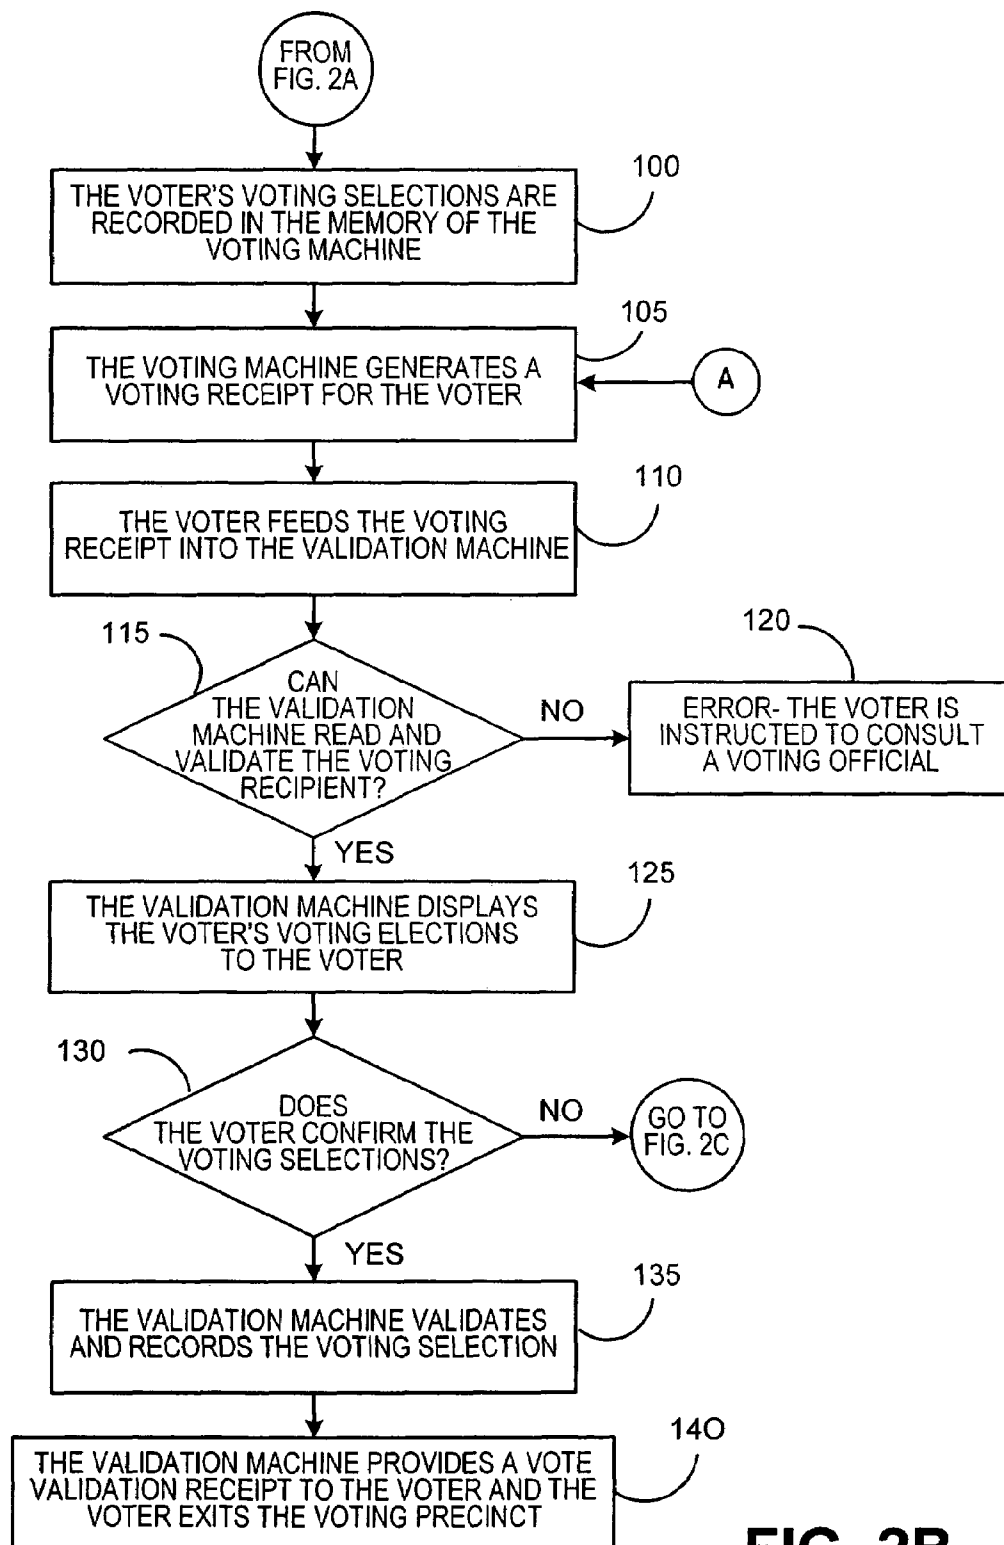 FROM
FIG. 2A
100
THE VOTER'S VOTING SELECTIONS ARE
RECORDED IN THE MEMORY OF THE
VOTING MACHINE
105
THE VOTING MACHINE GENERATES A
VOTING RECEIPT FOR THE VOTER
A
110
THE VOTER FEEDS THE VOTING
RECEIPT INTO THE VALIDATION MACHINE
115
CAN
THE VALIDATION
MACHINE READ AND
VALIDATE THE VOTING
RECIPIENT?
NO
120
ERROR- THE VOTER IS
INSTRUCTED TO CONSULT
A VOTING OFFICIAL
YES
125
THE VALIDATION MACHINE DISPLAYS
THE VOTER'S VOTING ELECTIONS
TO THE VOTER
130
DOES
THE VOTER CONFIRM THE
VOTING SELECTIONS?
NO
GO TO
FIG. 2C
YES
135
THE VALIDATION MACHINE VALIDATES
AND RECORDS THE VOTING SELECTION
140
THE VALIDATION MACHINE PROVIDES A VOTE
VALIDATION RECEIPT TO THE VOTER AND THE
VOTER EXITS THE VOTING PRECINCT
FIG. 2B